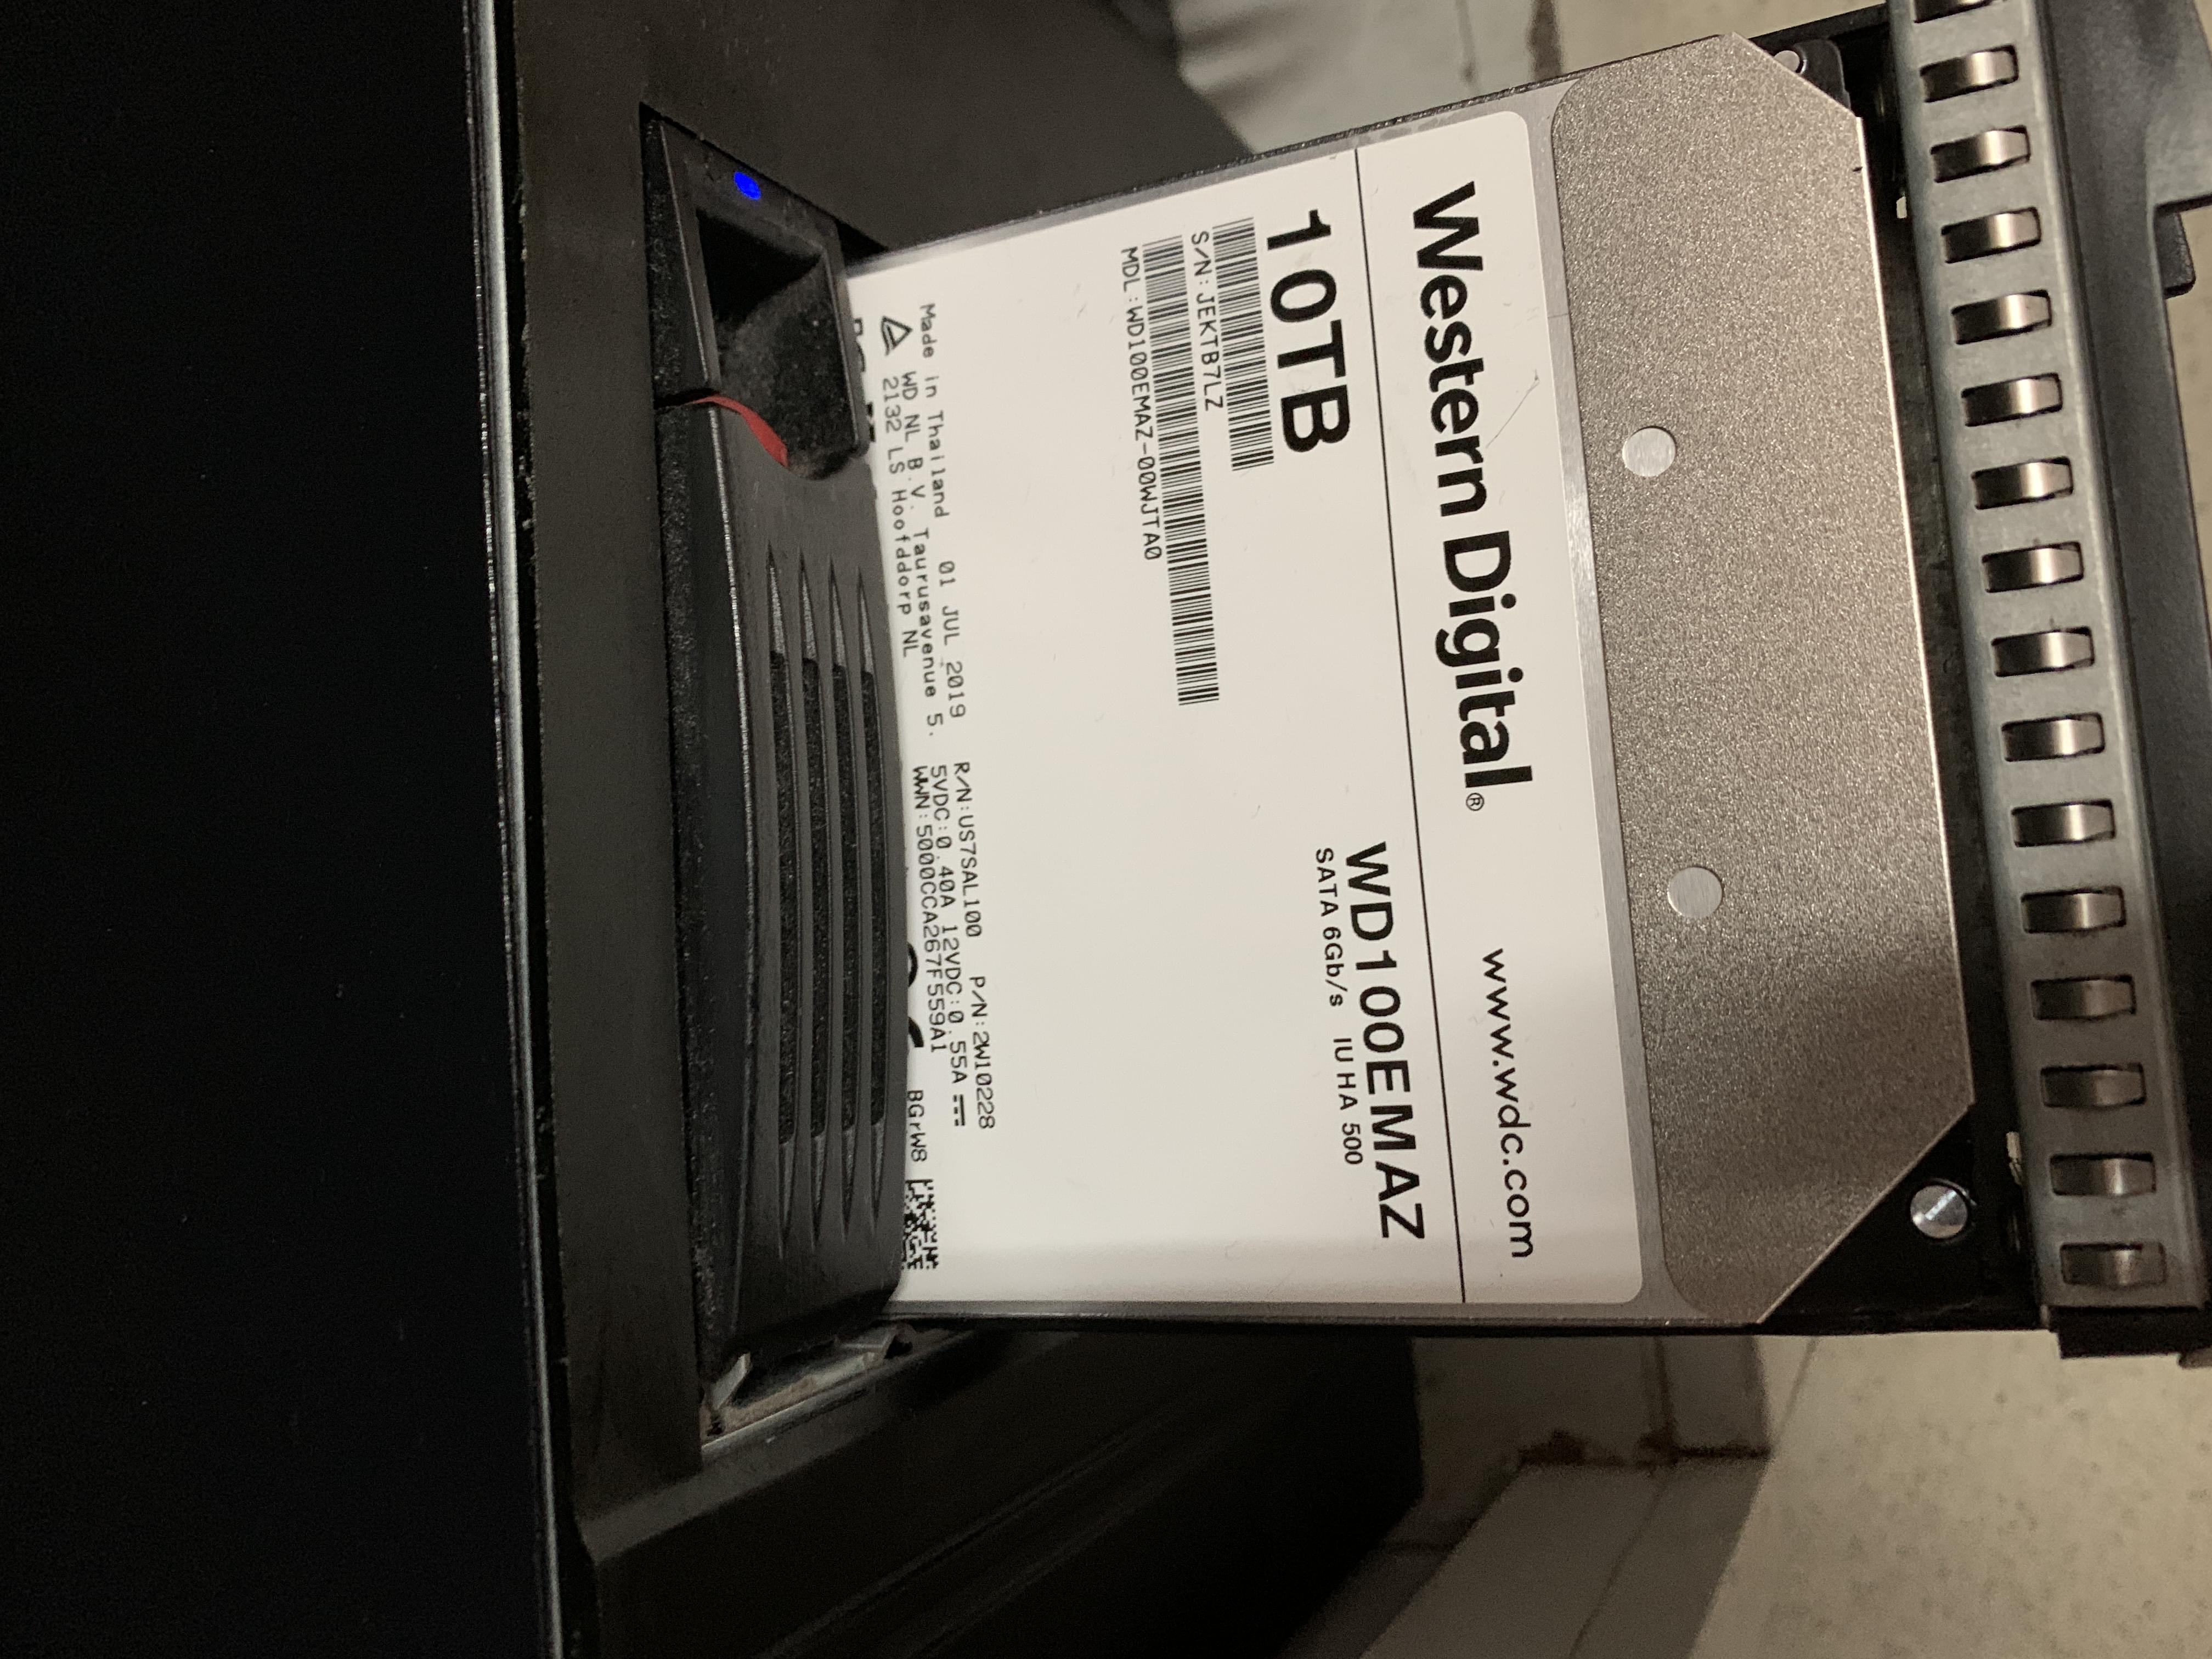 Western Digital® www.wdc.com
10TB
WD100EMAZ
SATA 6Gb/s IUHA 500
S/N:JEKTB7LZ
MDL:WD100EMAZ-00WJTA0
Made in Thailand 01 JUL 2019 R/N:US7SAL100 P/N:2W10228
WD NL B.V. Taurusavenue 5. 5VDC:0.40A 12VDC:0.55A
2132 LS Hoofddorp NL WWN:5000CCA267F559A1
BGrW8